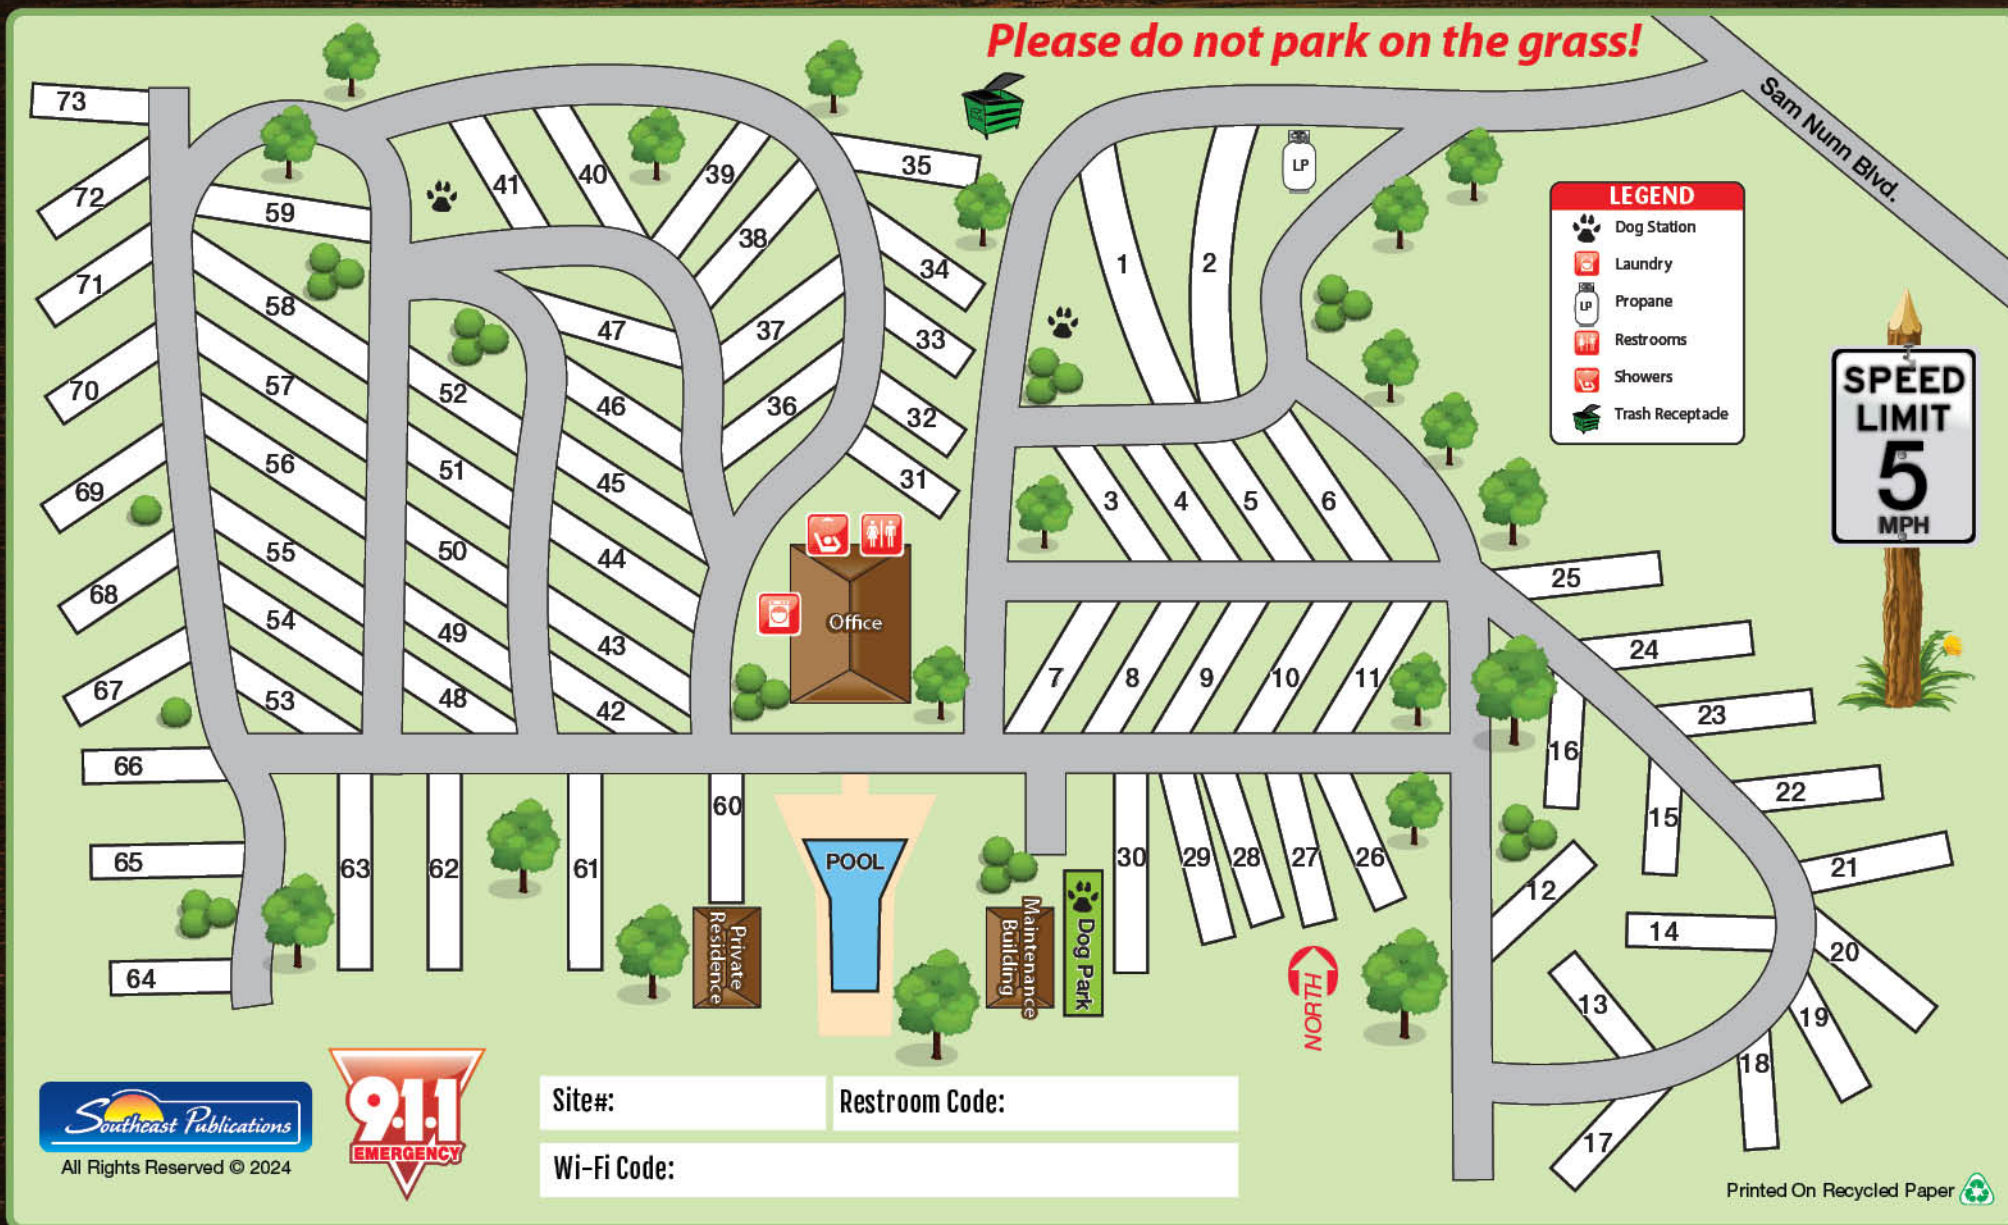 Please do not park on the grass!
Sam Nunn Blvd.
LEGEND
Dog Station
Laundry
LP
Propane
Restrooms
Showers
Trash Receptacle
SPEED
LIMIT
5
MPH
LP
73
72
71
70
69
68
67
66
65
64
59
58
57
56
55
54
53
52
51
50
49
48
41
40
39
38
37
36
47
46
45
44
43
42
35
34
33
32
31
1
2
3
4
5
6
7
8
9
10
11
Office
25
24
23
22
21
20
19
18
17
16
15
14
13
12
63
62
61
60
POOL
30
29
28
27
26
Private
Residence
Maintenance
Building
Dog Park
NORTH
Southeast Publications
All Rights Reserved © 2024
9·1·1
EMERGENCY
Site#:
Restroom Code:
Wi-Fi Code:
Printed On Recycled Paper